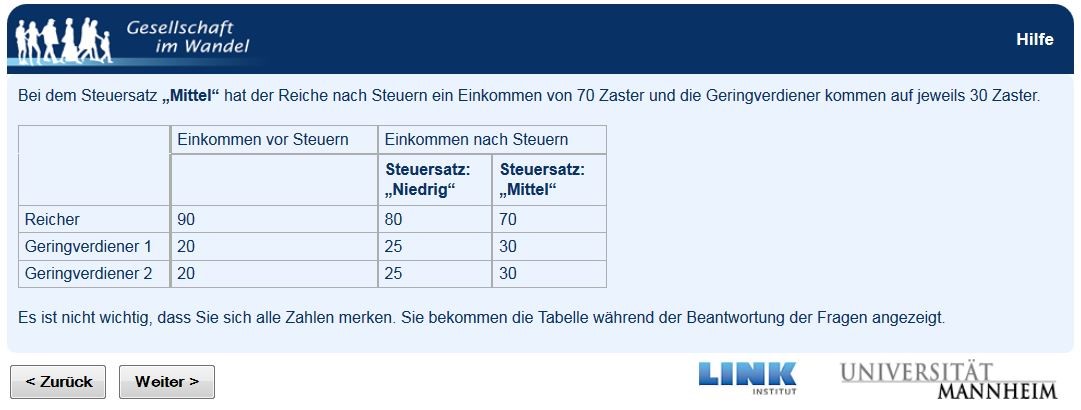 Gesellschaft
im Wandel
Hilfe
Bei dem Steuersatz „Mittel“ hat der Reiche nach Steuern ein Einkommen von 70 Zaster und die Geringverdiener kommen auf jeweils 30 Zaster.
Einkommen vor Steuern Einkommen nach Steuern
Steuersatz: Steuersatz:
„Niedrig“ „Mittel“
Reicher 90 80 70
Geringverdiener 1 20 25 30
Geringverdiener 2 20 25 30
Es ist nicht wichtig, dass Sie sich alle Zahlen merken. Sie bekommen die Tabelle während der Beantwortung der Fragen angezeigt.
< Zurück Weiter >
LINK
INSTITUT
UNIVERSITÄT
MANNHEIM